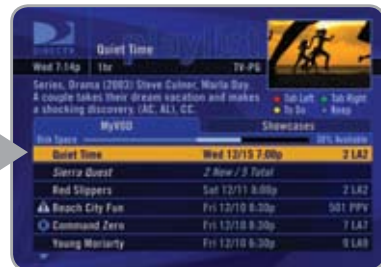 playlist
DIRECTV
Quiet Time
Wed 7:14p 1hr TV-PG
Series, Drama (2003) Steve Culner, Marla Day.
A couple takes their dream vacation and makes
a shocking discovery. (AC, AL), CC.
Tab Left Tab Right
To Do Keep
MyVOD Showcases
Disk Space Available
Quiet Time Wed 12/15 7:00p 2 LA2
Sierra Quest 2 New / 5 Total
Red Slippers Sat 12/11 8:00p 2 LA2
Beach City Fun Fri 12/10 8:30p 501 PPV
Command Zero Fri 12/10 6:30p 7 LA7
Young Moriarty Fri 12/10 6:30p 9 LA9